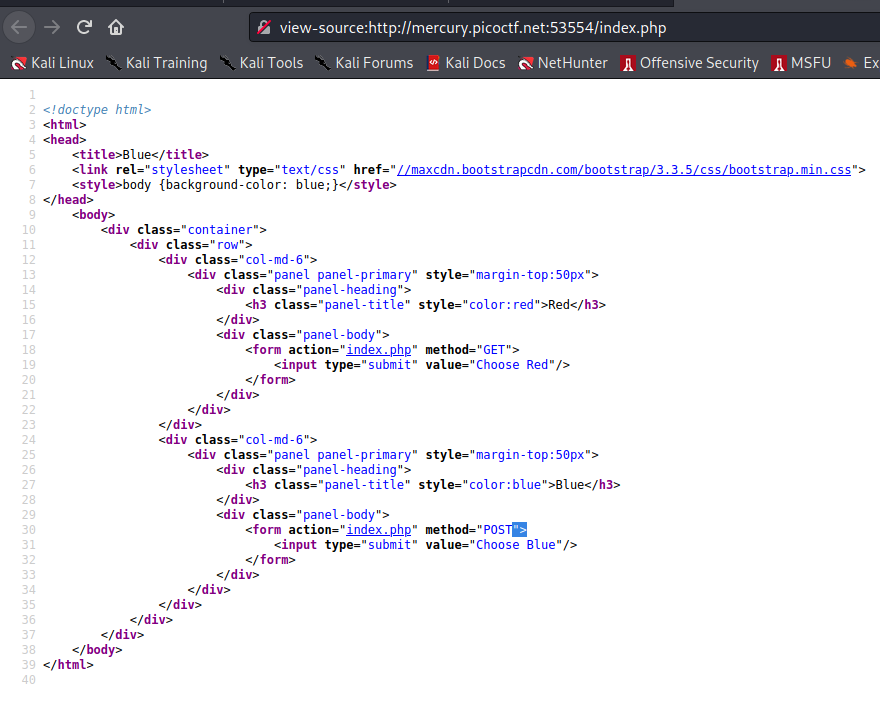 view-source:http://mercury.picoctf.net:53554/index.php
Kali Linux Kali Training Kali Tools Kali Forums Kali Docs NetHunter Offensive Security MSFU Ex
1
2 <!doctype html>
3 <html>
4 <head>
5     <title>Blue</title>
6     <link rel="stylesheet" type="text/css" href="//maxcdn.bootstrapcdn.com/bootstrap/3.3.5/css/bootstrap.min.css">
7     <style>body {background-color: blue;}</style>
8 </head>
9     <body>
10         <div class="container">
11             <div class="row">
12                 <div class="col-md-6">
13                     <div class="panel panel-primary" style="margin-top:50px">
14                         <div class="panel-heading">
15                             <h3 class="panel-title" style="color:red">Red</h3>
16                         </div>
17                         <div class="panel-body">
18                             <form action="index.php" method="GET">
19                                 <input type="submit" value="Choose Red"/>
20                             </form>
21                         </div>
22                     </div>
23                 </div>
24                 <div class="col-md-6">
25                     <div class="panel panel-primary" style="margin-top:50px">
26                         <div class="panel-heading">
27                             <h3 class="panel-title" style="color:blue">Blue</h3>
28                         </div>
29                         <div class="panel-body">
30                             <form action="index.php" method="POST">
31                                 <input type="submit" value="Choose Blue"/>
32                             </form>
33                         </div>
34                     </div>
35                 </div>
36             </div>
37         </div>
38     </body>
39 </html>
40